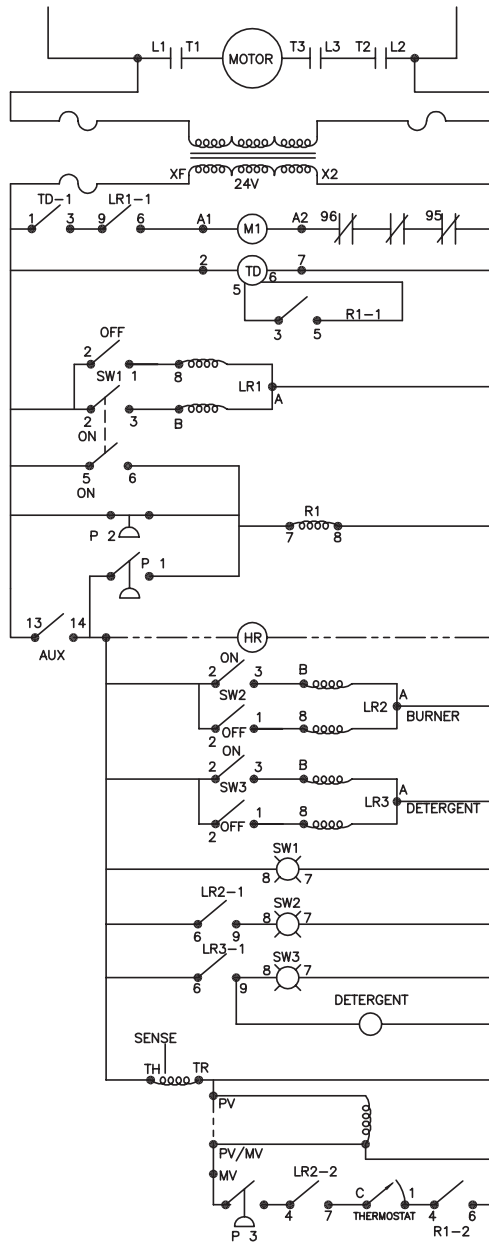 L1 T1 MOTOR T3 L3 T2 L2
XF 24V X2
TD-1 LR1-1
1 3 9 6 A1 M1 A2 96 95
2 TD 7
5 6
3 5 R1-1
OFF
2 1 8
SW1
LR1 A
2 3 B
ON
5 6
ON
R1
P 2 7 8
P 1
13 14
AUX
HR
ON
2 3 B
SW2
LR2 A
BURNER
2 OFF 1 8
ON
2 3 B
SW3
LR3 A
DETERGENT
2 OFF 1 8
SW1
8 7
LR2-1 SW2
6 9 8 7
LR3-1 SW3
6 9 8 7
DETERGENT
SENSE
TH TR
PV
PV/MV
MV
LR2-2
4 7 C THERMOSTAT 1 4 6
P 3 R1-2